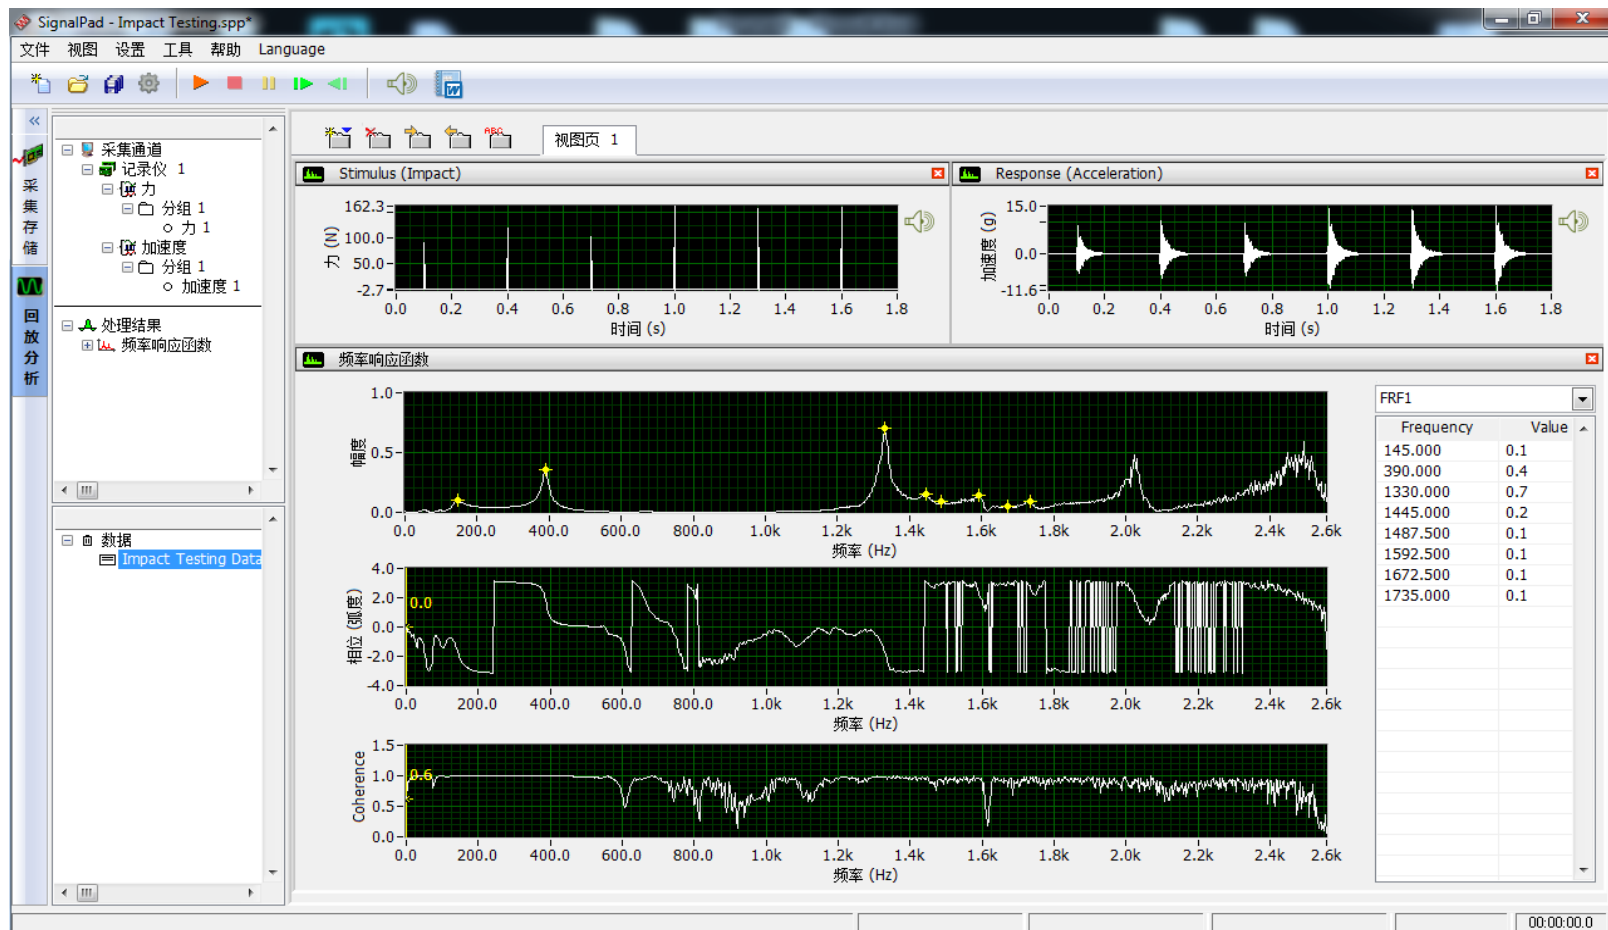 SignalPad - Impact Testing.spp*
文件 视图 设置 工具 帮助 Language
采集存储
回放分析
采集通道
记录仪 1
力
分组 1
力 1
加速度
分组 1
加速度 1
处理结果
频率响应函数
数据
Impact Testing Data
ABC
视图页 1
Stimulus (Impact)
力 (N)
162.3
100.0
50.0
-2.7
0.0 0.2 0.4 0.6 0.8 1.0 1.2 1.4 1.6 1.8
时间 (s)
Response (Acceleration)
加速度 (g)
15.0
0.0
-11.6
0.0 0.2 0.4 0.6 0.8 1.0 1.2 1.4 1.6 1.8
时间 (s)
频率响应函数
幅度
1.0
0.5
0.0
0.0 200.0 400.0 600.0 800.0 1.0k 1.2k 1.4k 1.6k 1.8k 2.0k 2.2k 2.4k 2.6k
频率 (Hz)
相位 (弧度)
4.0
2.0
0.0
-2.0
-4.0
0.0
0.0 200.0 400.0 600.0 800.0 1.0k 1.2k 1.4k 1.6k 1.8k 2.0k 2.2k 2.4k 2.6k
频率 (Hz)
Coherence
1.5
1.0
0.5
0.0
0.6
0.0 200.0 400.0 600.0 800.0 1.0k 1.2k 1.4k 1.6k 1.8k 2.0k 2.2k 2.4k 2.6k
频率 (Hz)
FRF1
Frequency Value
145.000 0.1
390.000 0.4
1330.000 0.7
1445.000 0.2
1487.500 0.1
1592.500 0.1
1672.500 0.1
1735.000 0.1
00:00:00.0